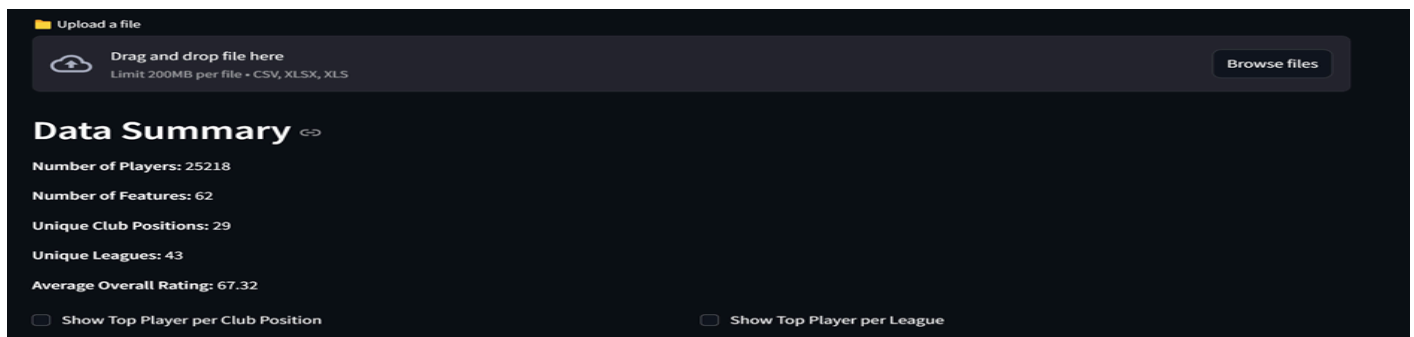 Upload a file
Drag and drop file here
Limit 200MB per file • CSV, XLSX, XLS
Browse files
Data Summary
Number of Players: 25218
Number of Features: 62
Unique Club Positions: 29
Unique Leagues: 43
Average Overall Rating: 67.32
Show Top Player per Club Position
Show Top Player per League